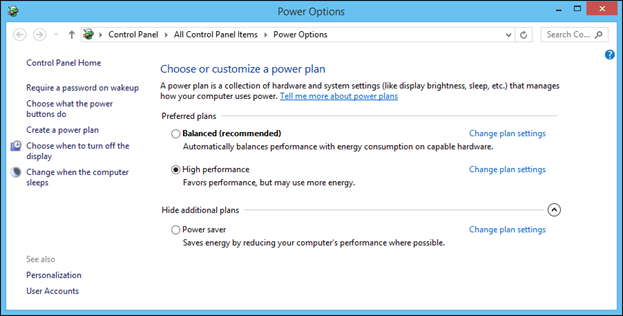 Power Options
Control Panel
All Control Panel Items
Power Options
Search Co...
Control Panel Home
Require a password on wakeup
Choose what the power
buttons do
Create a power plan
Choose when to turn off the
display
Change when the computer
sleeps
See also
Personalization
User Accounts
Choose or customize a power plan
A power plan is a collection of hardware and system settings (like display brightness, sleep, etc.) that manages
how your computer uses power. Tell me more about power plans
Preferred plans
Balanced (recommended) Change plan settings
Automatically balances performance with energy consumption on capable hardware.
High performance Change plan settings
Favors performance, but may use more energy.
Hide additional plans
Power saver Change plan settings
Saves energy by reducing your computer's performance where possible.